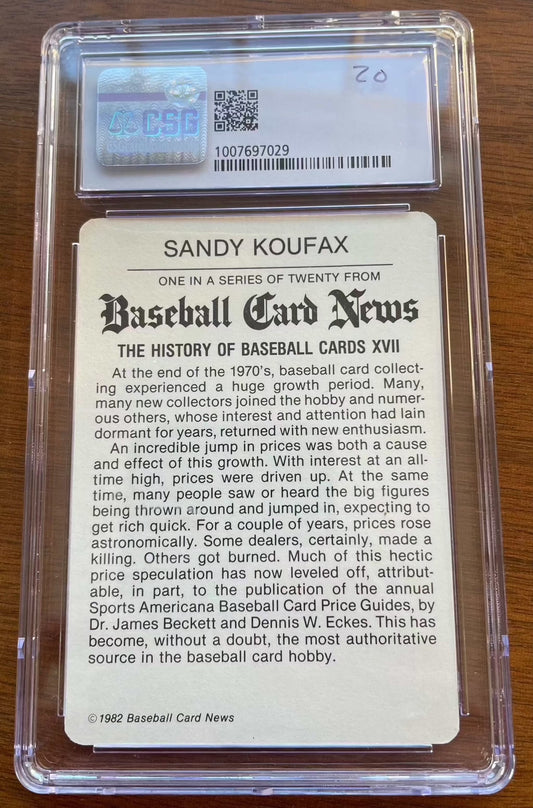 CSG
20
1007697029
SANDY KOUFAX
ONE IN A SERIES OF TWENTY FROM
Baseball Card News
THE HISTORY OF BASEBALL CARDS XVII
At the end of the 1970's, baseball card collect-
ing experienced a huge growth period. Many,
many new collectors joined the hobby and numer-
ous others, whose interest and attention had lain
dormant for years, returned with new enthusiasm.
An incredible jump in prices was both a cause
and effect of this growth. With interest at an all-
time high, prices were driven up. At the same
time, many people saw or heard the big figures
being thrown around and jumped in, expecting to
get rich quick. For a couple of years, prices rose
astronomically. Some dealers, certainly, made a
killing. Others got burned. Much of this hectic
price speculation has now leveled off, attribut-
able, in part, to the publication of the annual
Sports Americana Baseball Card Price Guides, by
Dr. James Beckett and Dennis W. Eckes. This has
become, without a doubt, the most authoritative
source in the baseball card hobby.
©1982 Baseball Card News